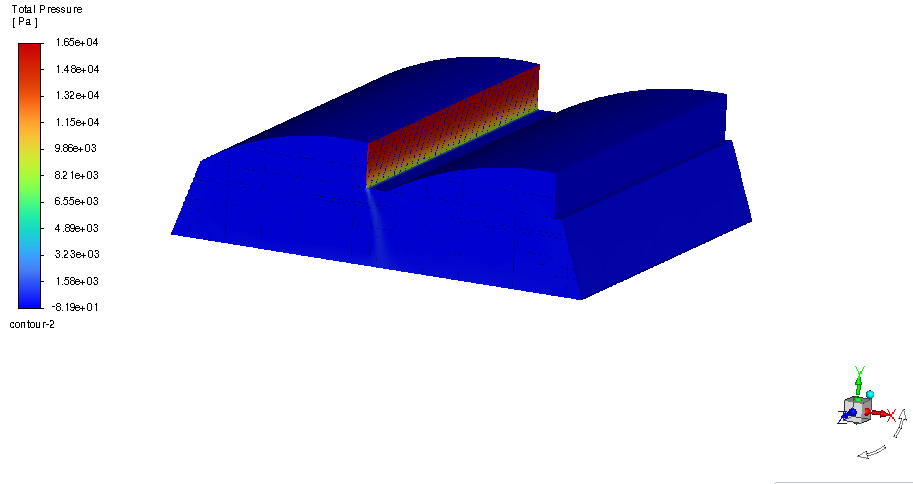 Total Pressure
[ Pa ]
1.65e+04
1.48e+04
1.32e+04
1.15e+04
9.86e+03
8.21e+03
6.55e+03
4.89e+03
3.23e+03
1.58e+03
-8.19e+01
contour-2
Y
X
Z